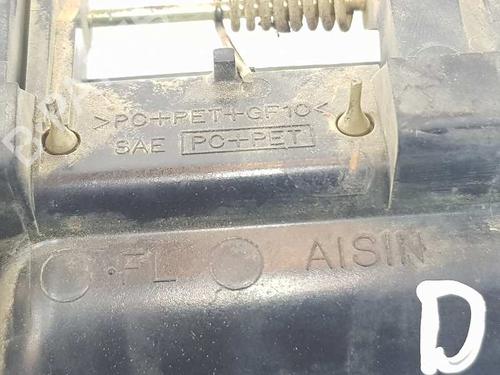 >PC+PET+GF10<
SAE PC+PET
.FL
AISIN
D